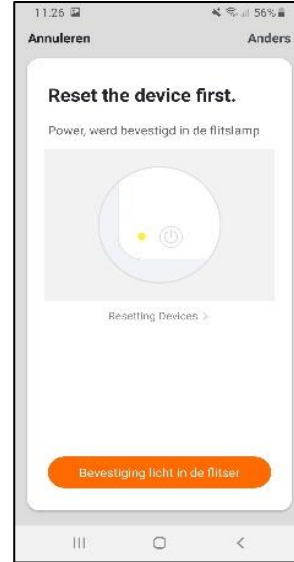 11.26 56%
Annuleren Anders
Reset the device first.
Power, werd bevestigd in de flitslamp
Resetting Devices >
Bevestiging licht in de flitser